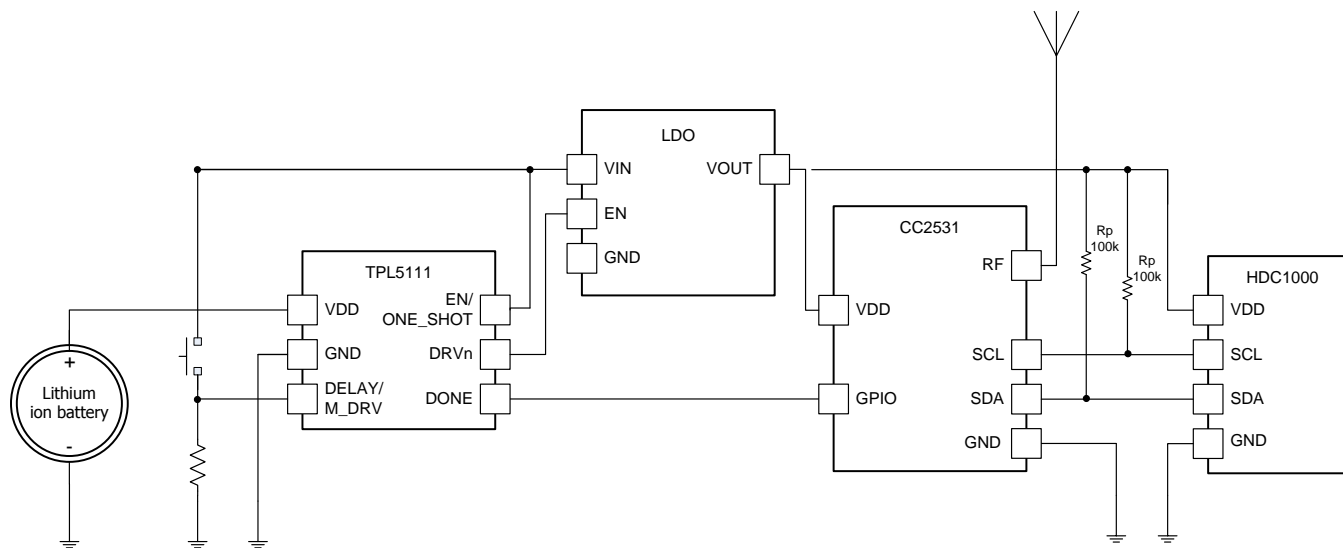 LDO
VIN
VOUT
EN
GND
CC2531
RF
VDD
SCL
GPIO
SDA
GND
Rp
100k
Rp
100k
HDC1000
VDD
SCL
SDA
GND
TPL5111
VDD
EN/
ONE_SHOT
GND
DRVn
DELAY/
M_DRV
DONE
+
Lithium
ion battery
-